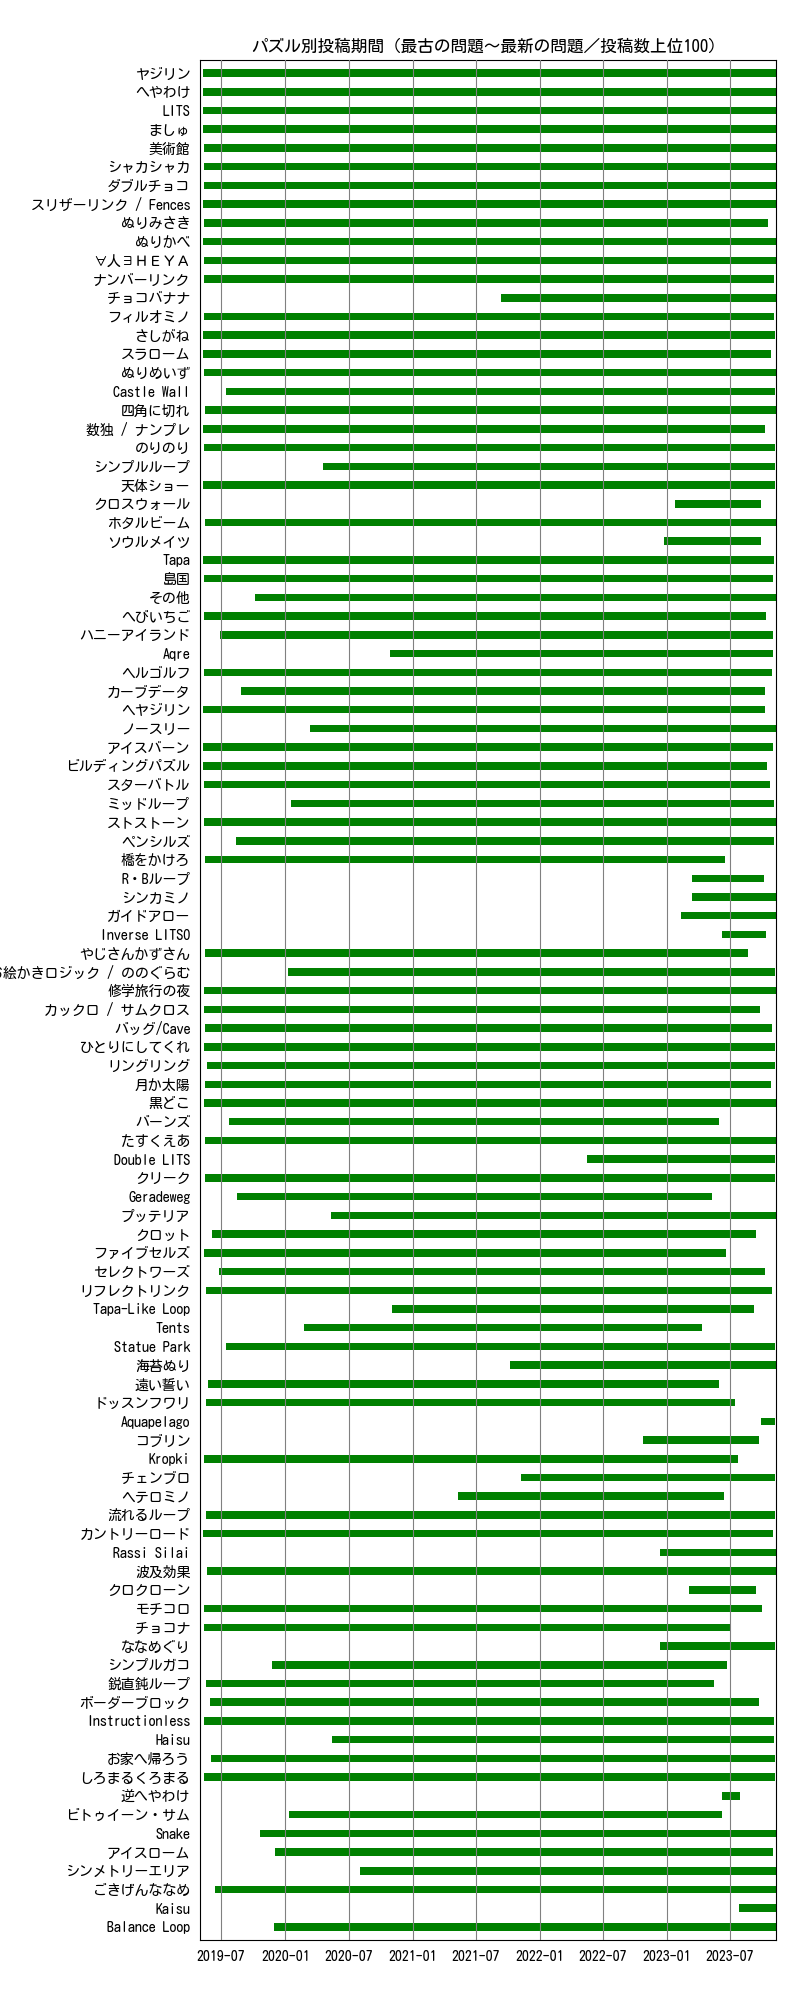 パズル別投稿期間（最古の問題～最新の問題／投稿数上位100）
ヤジリン
へやわけ
LITS
ましゅ
美術館
シャカシャカ
ダブルチョコ
スリザーリンク / Fences
ぬりみさき
ぬりかべ
∀人∃ＨＥＹＡ
ナンバーリンク
チョコバナナ
フィルオミノ
さしがね
スラローム
ぬりめいず
Castle Wall
四角に切れ
数独 / ナンプレ
のりのり
シンプルループ
天体ショー
クロスウォール
ホタルビーム
ソウルメイツ
Tapa
島国
その他
へびいちご
ハニーアイランド
Aqre
ヘルゴルフ
カーブデータ
ヘヤジリン
ノースリー
アイスバーン
ビルディングパズル
スターバトル
ミッドループ
ストストーン
ペンシルズ
橋をかけろ
R・Bループ
シンカミノ
ガイドアロー
Inverse LITSO
やじさんかずさん
絵かきロジック / ののぐらむ
修学旅行の夜
カックロ / サムクロス
バッグ/Cave
ひとりにしてくれ
リングリング
月か太陽
黒どこ
バーンズ
たすくえあ
Double LITS
クリーク
Geradeweg
プッテリア
クロット
ファイブセルズ
セレクトワーズ
リフレクトリンク
Tapa-Like Loop
Tents
Statue Park
海苔ぬり
遠い誓い
ドッスンフワリ
Aquapelago
コブリン
Kropki
チェンブロ
ヘテロミノ
流れるループ
カントリーロード
Rassi Silai
波及効果
クロクローン
モチコロ
チョコナ
ななめぐり
シンプルガコ
鋭直鈍ループ
ボーダーブロック
Instructionless
Haisu
お家へ帰ろう
しろまるくろまる
逆へやわけ
ビトゥイーン・サム
Snake
アイスローム
シンメトリーエリア
ごきげんななめ
Kaisu
Balance Loop
2019-07 2020-01 2020-07 2021-01 2021-07 2022-01 2022-07 2023-01 2023-07